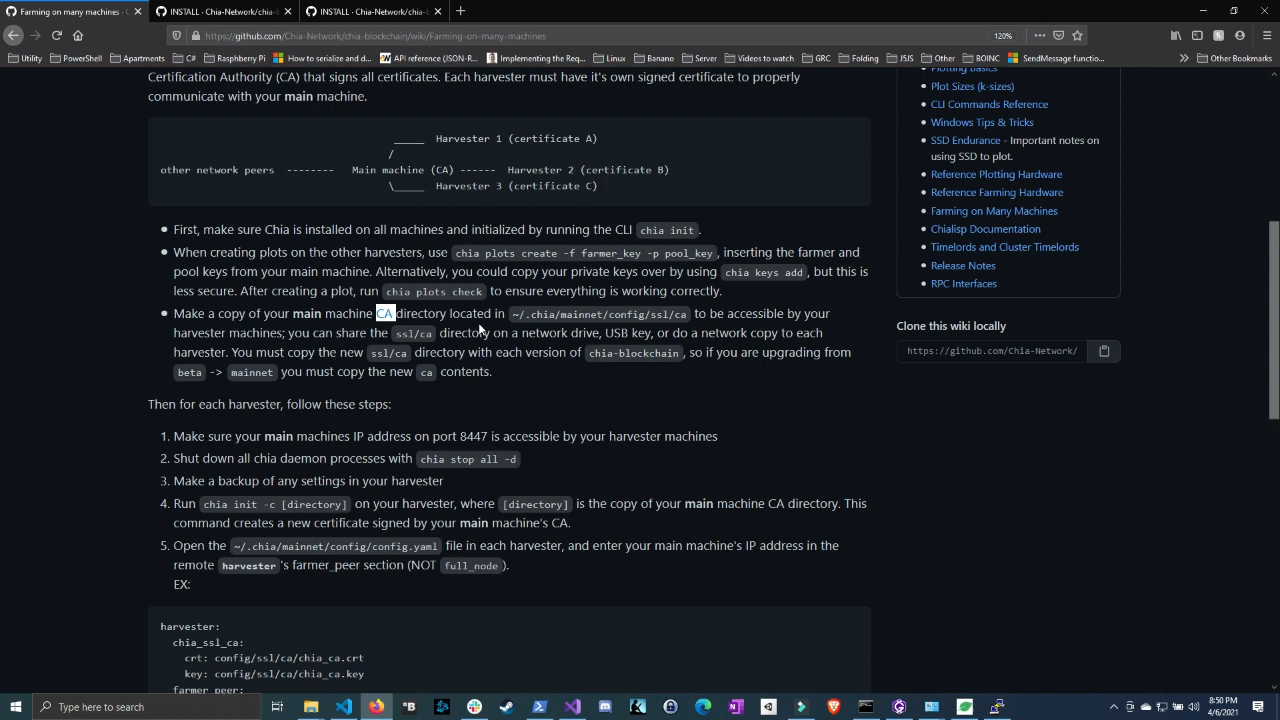 Farming on many machines · C
INSTALL · Chia-Network/chia-b
INSTALL · Chia-Network/chia-b
https://github.com/Chia-Network/chia-blockchain/wiki/Farming-on-many-machines
120%
Utility
PowerShell
Apartments
C#
Raspberry Pi
How to serialize and d...
API reference (JSON-R...
Implementing the Req...
Linux
Banano
Server
Videos to watch
GRC
Folding
J5JS
Other
BOINC
SendMessage functio...
Other Bookmarks
Certification Authority (CA) that signs all certificates. Each harvester must have it's own signed certificate to properly
communicate with your main machine.
_____ Harvester 1 (certificate A)
/
other network peers -------- Main machine (CA) ------ Harvester 2 (certificate B)
\_____ Harvester 3 (certificate C)
First, make sure Chia is installed on all machines and initialized by running the CLI chia init.
When creating plots on the other harvesters, use chia plots create -f farmer_key -p pool_key, inserting the farmer and
pool keys from your main machine. Alternatively, you could copy your private keys over by using chia keys add, but this is
less secure. After creating a plot, run chia plots check to ensure everything is working correctly.
Make a copy of your main machine CA directory located in ~/.chia/mainnet/config/ssl/ca to be accessible by your
harvester machines; you can share the ssl/ca directory on a network drive, USB key, or do a network copy to each
harvester. You must copy the new ssl/ca directory with each version of chia-blockchain, so if you are upgrading from
beta -> mainnet you must copy the new ca contents.
Then for each harvester, follow these steps:
1. Make sure your main machines IP address on port 8447 is accessible by your harvester machines
2. Shut down all chia daemon processes with chia stop all -d
3. Make a backup of any settings in your harvester
4. Run chia init -c [directory] on your harvester, where [directory] is the copy of your main machine CA directory. This
command creates a new certificate signed by your main machine's CA.
5. Open the ~/.chia/mainnet/config/config.yaml file in each harvester, and enter your main machine's IP address in the
remote harvester's farmer_peer section (NOT full_node).
EX:
harvester:
chia_ssl_ca:
crt: config/ssl/ca/chia_ca.crt
key: config/ssl/ca/chia_ca.key
farmer_peer:
Plotting Basics
Plot Sizes (k-sizes)
CLI Commands Reference
Windows Tips & Tricks
SSD Endurance - Important notes on
using SSD to plot.
Reference Plotting Hardware
Reference Farming Hardware
Farming on Many Machines
Chialisp Documentation
Timelords and Cluster Timelords
Release Notes
RPC Interfaces
Clone this wiki locally
https://github.com/Chia-Network/
Type here to search
8:50 PM
4/6/2021